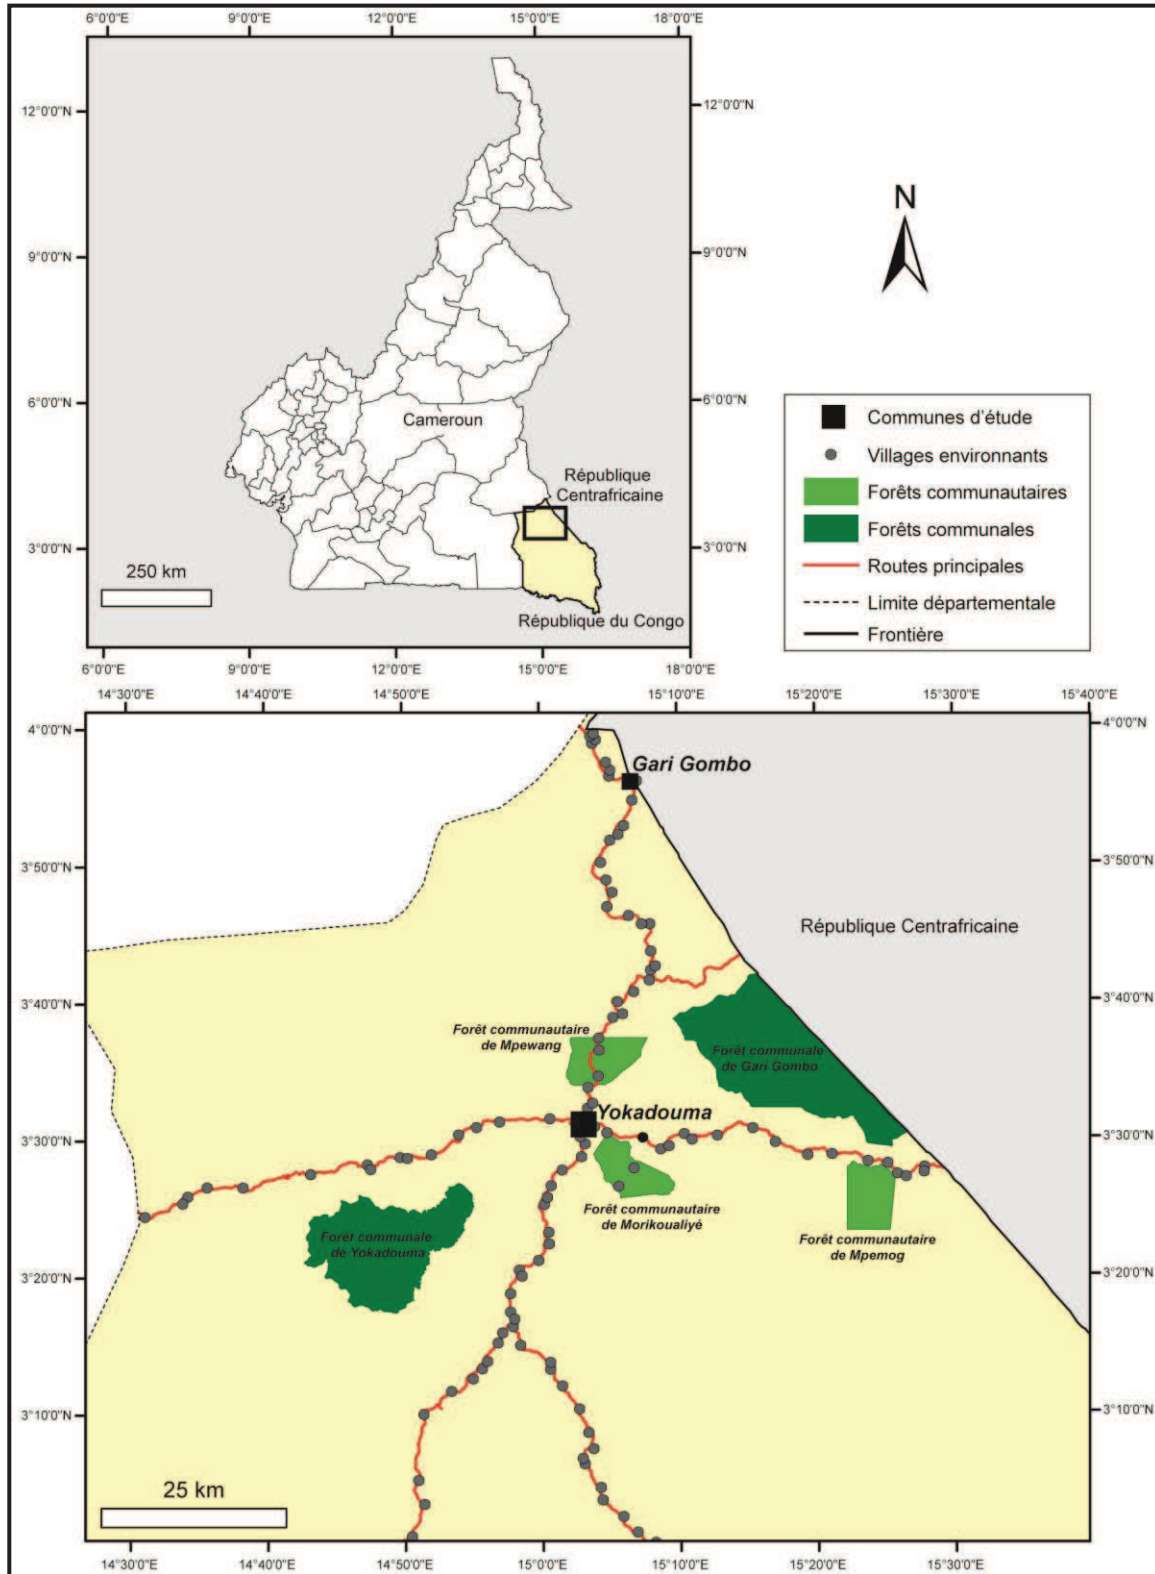 6°0'0"E
9°0'0"E
12°0'0"E
15°0'0"E
18°0'0"E
12°0'0"N
12°0'0"N
9°0'0"N
9°0'0"N
6°0'0"N
6°0'0"N
3°0'0"N
3°0'0"N
Cameroun
République
Centrafricaine
250 km
République du Congo
6°0'0"E
9°0'0"E
12°0'0"E
15°0'0"E
18°0'0"E
N
Communes d'étude
Villages environnants
Forêts communautaires
Forêts communales
Routes principales
Limite départementale
Frontière
14°30'0"E
14°40'0"E
14°50'0"E
15°10'0"E
15°20'0"E
15°30'0"E
15°40'0"E
4°0'0"N
4°0'0"N
Gari Gombo
3°50'0"N
3°50'0"N
République Centrafricaine
3°40'0"N
3°40'0"N
Forêt communautaire
de Mpewang
Forêt communale
de Gari Gombo
Yokadouma
3°30'0"N
3°30'0"N
Forêt communautaire
de Morikoualiyé
Forêt communale
de Yokadouma
Forêt communautaire
de Mpemog
3°20'0"N
3°20'0"N
3°10'0"N
3°10'0"N
25 km
14°30'0"E
14°40'0"E
14°50'0"E
15°0'0"E
15°10'0"E
15°20'0"E
15°30'0"E